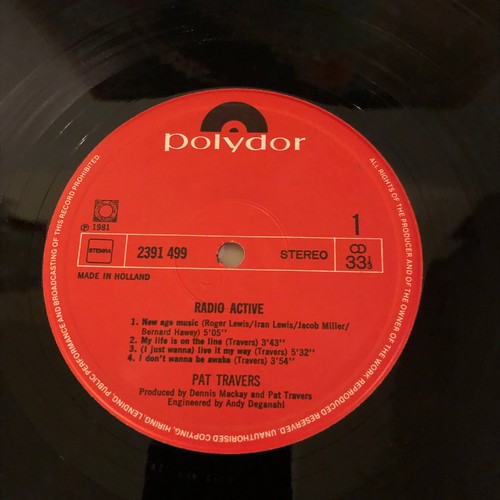 polydor
ALL RIGHTS OF THE PRODUCER AND OF THE OWNER OF THE WORK REPRODUCED RESERVED. UNAUTHORISED COPYING, HIRING, LENDING, PUBLIC PERFORMANCE AND BROADCASTING OF THIS RECORD PROHIBITED.
℗ 1981
1
STEMRA
2391 499
STEREO
CD
33⅓
MADE IN HOLLAND
RADIO ACTIVE
1. New age music (Roger Lewis/Iran Lewis/Jacob Miller/
Bernard Hawey) 5'05"
2. My life is on the line (Travers) 3'43"
3. (I just wanna) live it my way (Travers) 5'32"
4. I don't wanna be awake (Travers) 3'54"
PAT TRAVERS
Produced by Dennis Mackay and Pat Travers
Engineered by Andy Deganahl